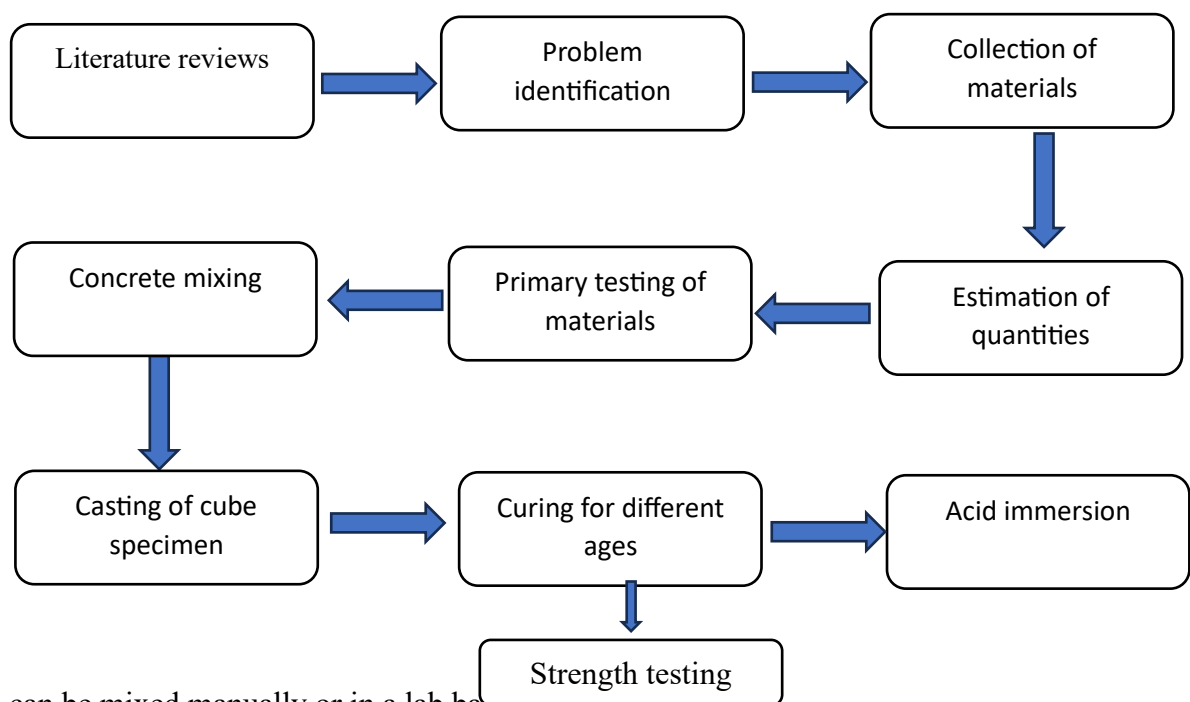 Literature reviews
Problem
identification
Collection of
materials
Estimation of
quantities
Primary testing of
materials
Concrete mixing
Casting of cube
specimen
Curing for different
ages
Acid immersion
Strength testing
can be mixed manually or in a lab